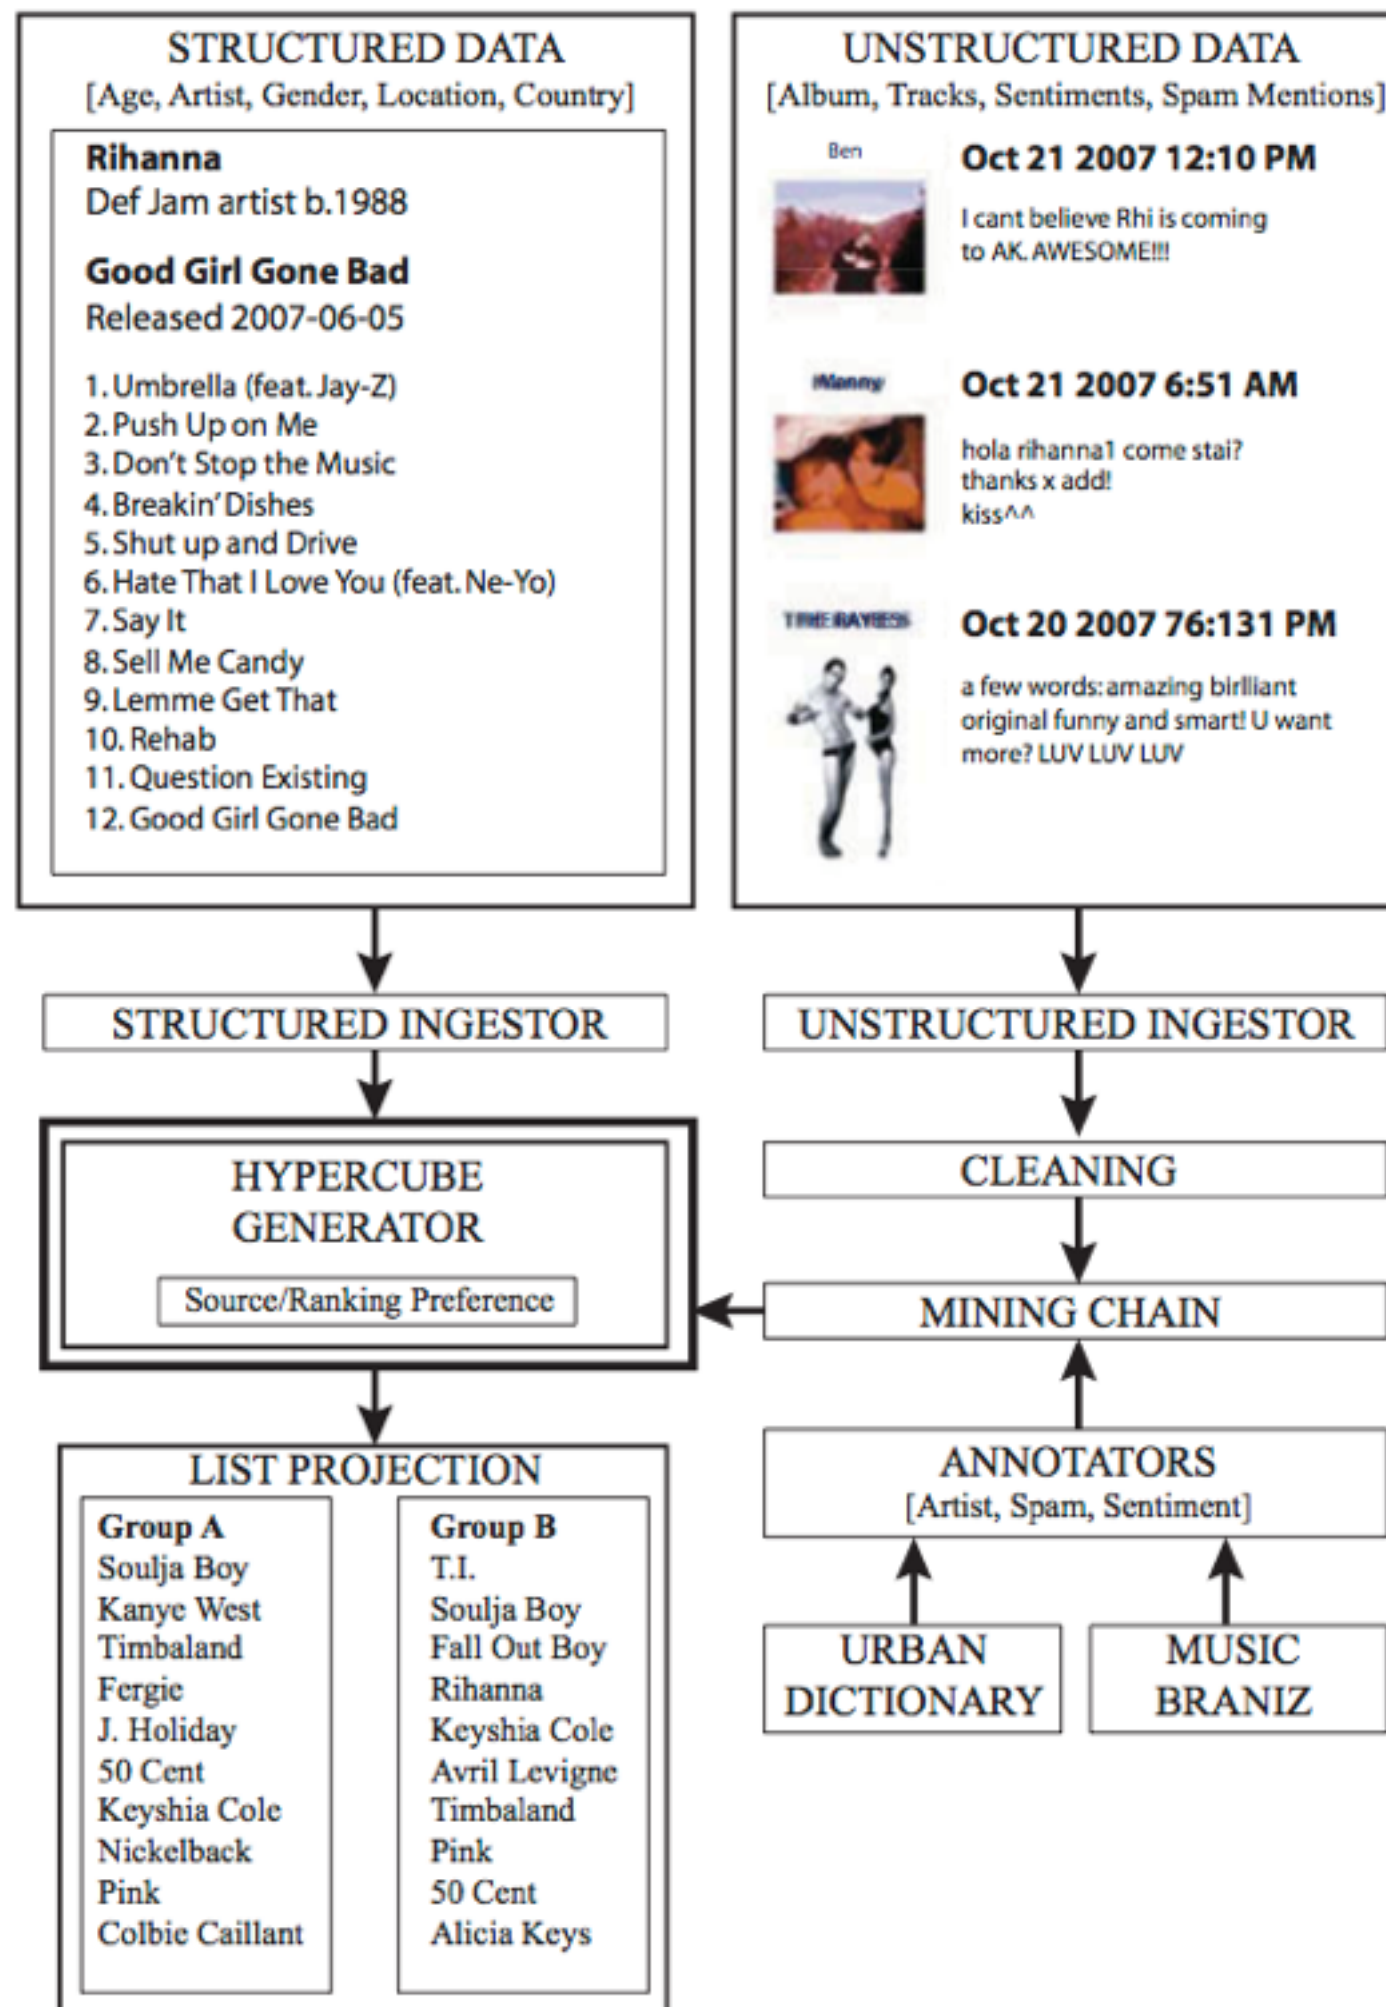 STRUCTURED DATA
[Age, Artist, Gender, Location, Country]
Rihanna
Def Jam artist b.1988
Good Girl Gone Bad
Released 2007-06-05
1. Umbrella (feat. Jay-Z)
2. Push Up on Me
3. Don't Stop the Music
4. Breakin' Dishes
5. Shut up and Drive
6. Hate That I Love You (feat. Ne-Yo)
7. Say It
8. Sell Me Candy
9. Lemme Get That
10. Rehab
11. Question Existing
12. Good Girl Gone Bad
UNSTRUCTURED DATA
[Album, Tracks, Sentiments, Spam Mentions]
Ben
Oct 21 2007 12:10 PM
I cant believe Rhi is coming
to AK. AWESOME!!!
Oct 21 2007 6:51 AM
hola rihanna1 come stai?
thanks x add!
kiss^^
Oct 20 2007 76:131 PM
a few words: amazing birlliant
original funny and smart! U want
more? LUV LUV LUV
STRUCTURED INGESTOR
UNSTRUCTURED INGESTOR
HYPERCUBE
GENERATOR
Source/Ranking Preference
CLEANING
MINING CHAIN
ANNOTATORS
[Artist, Spam, Sentiment]
URBAN
DICTIONARY
MUSIC
BRANIZ
LIST PROJECTION
Group A
Soulja Boy
Kanye West
Timbaland
Fergie
J. Holiday
50 Cent
Keyshia Cole
Nickelback
Pink
Colbie Caillant
Group B
T.I.
Soulja Boy
Fall Out Boy
Rihanna
Keyshia Cole
Avril Levigne
Timbaland
Pink
50 Cent
Alicia Keys